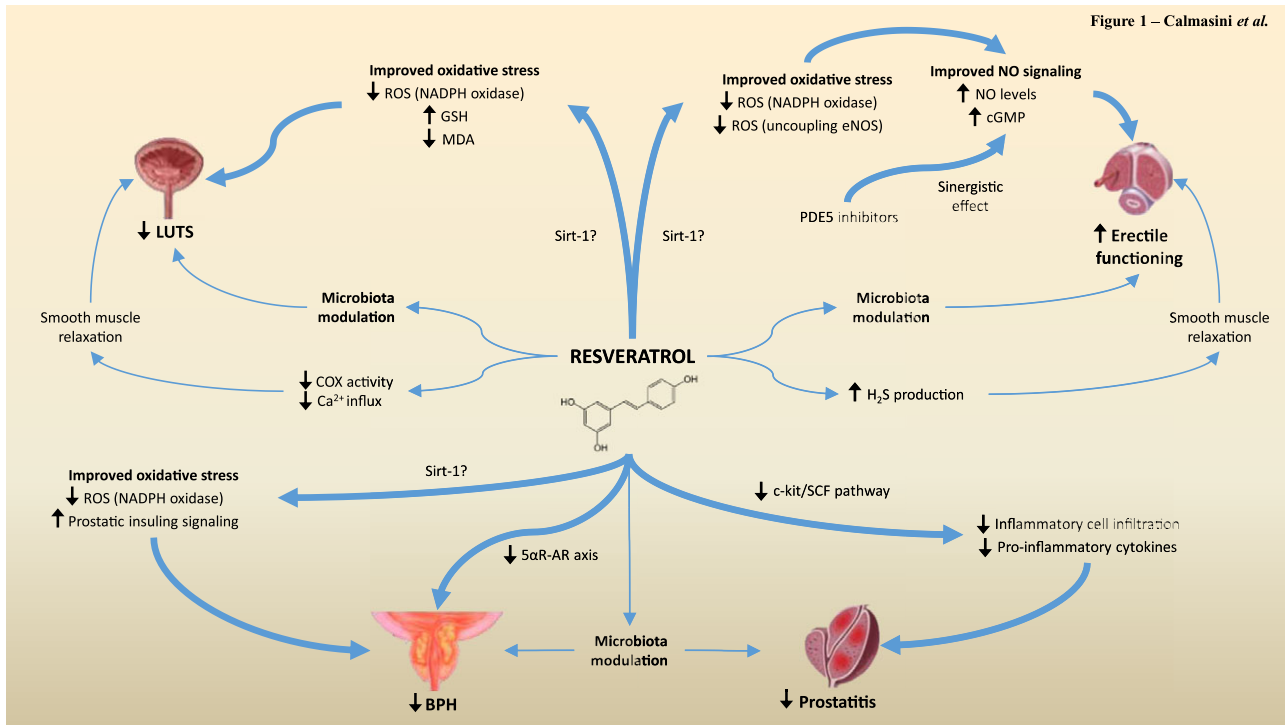 Figure 1 – Calmasini et al.
Improved oxidative stress
↓ ROS (NADPH oxidase)
↑ GSH
↓ MDA
Improved oxidative stress
↓ ROS (NADPH oxidase)
↓ ROS (uncoupling eNOS)
Improved NO signaling
↑ NO levels
↑ cGMP
PDE5 inhibitors
Sinergistic
effect
↓ LUTS
Sirt-1?
Sirt-1?
↑ Erectile
functioning
Smooth muscle
relaxation
Microbiota
modulation
Microbiota
modulation
Smooth muscle
relaxation
RESVERATROL
↓ COX activity
↓ Ca²⁺ influx
↑ H₂S production
OH
HO
OH
Improved oxidative stress
↓ ROS (NADPH oxidase)
↑ Prostatic insuling signaling
Sirt-1?
↓ c-kit/SCF pathway
↓ 5αR-AR axis
↓ Inflammatory cell infiltration
↓ Pro-inflammatory cytokines
Microbiota
modulation
↓ BPH
↓ Prostatitis